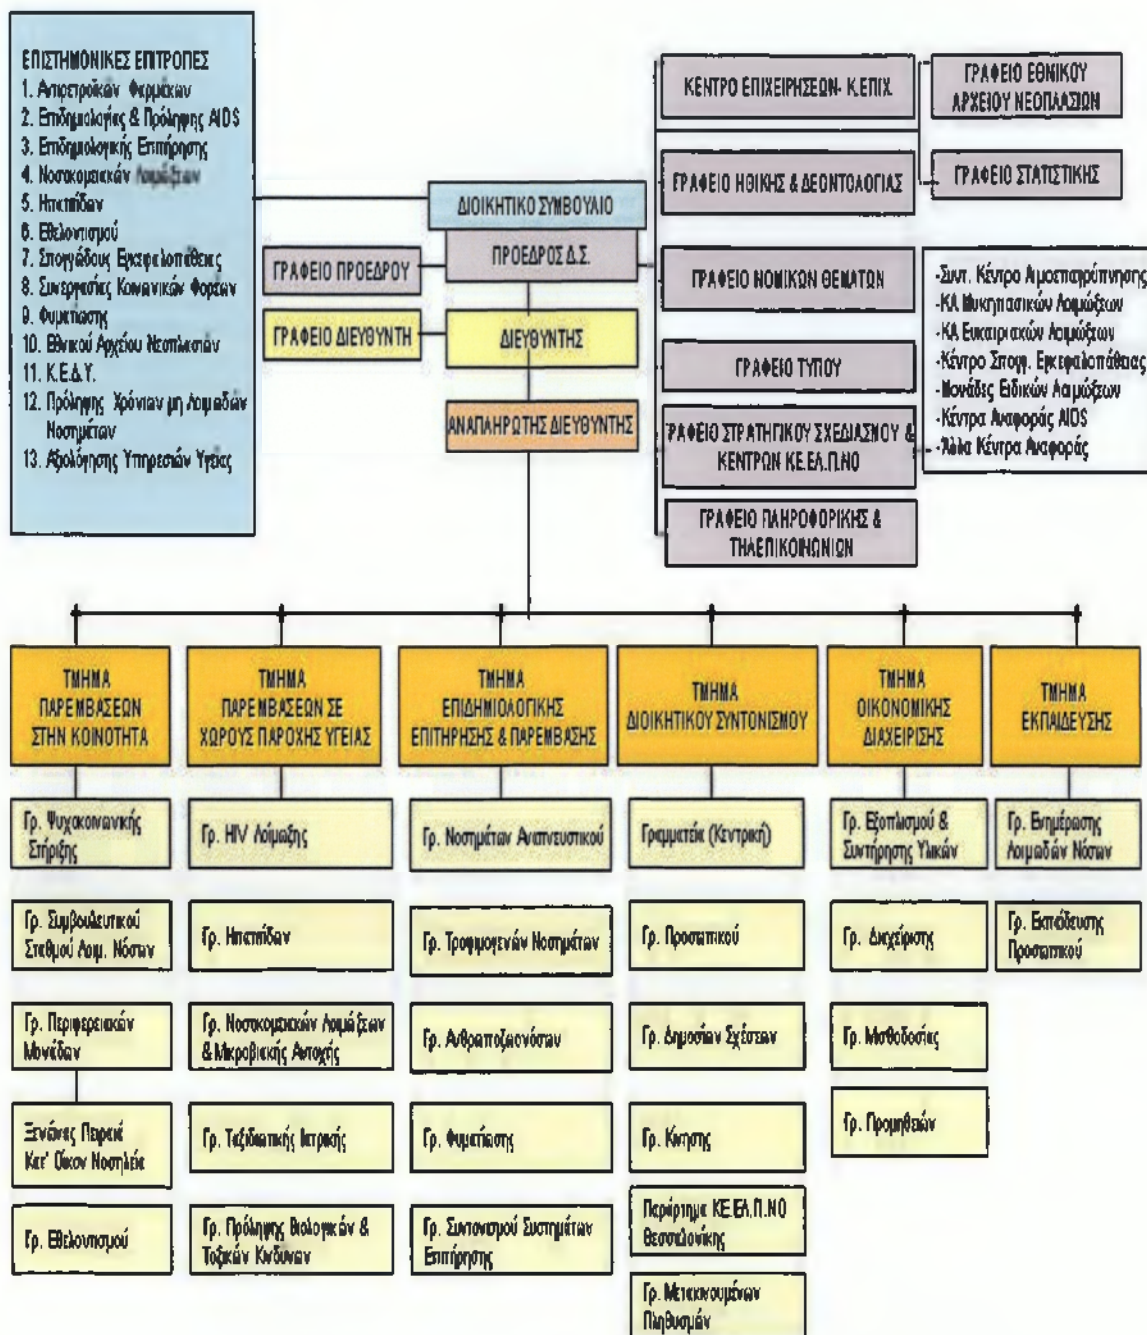 ΕΠΙΣΤΗΜΟΝΙΚΕΣ ΕΠΙΤΡΟΠΕΣ
1. Αντιρετροϊκών Φαρμάκων
2. Επιδημιολογίας & Πρόληψης AIDS
3. Επιδημιολογικής Επιτήρησης
4. Νοσοκομειακών Λοιμώξεων
5. Ηπατιτίδων
6. Εθελοντισμού
7. Σπογγώδους Εγκεφαλοπάθειας
8. Συνεργασίας Κοινωνικών Φορέων
9. Φυματίωσης
10. Εθνικού Αρχείου Νεοπλασιών
11. Κ.Ε.Δ.Υ.
12. Πρόληψης Χρόνιων μη Λοιμωδών
Νοσημάτων
13. Αξιολόγησης Υπηρεσιών Υγείας
ΔΙΟΙΚΗΤΙΚΟ ΣΥΜΒΟΥΛΙΟ
ΠΡΟΕΔΡΟΣ Δ.Σ.
ΓΡΑΦΕΙΟ ΠΡΟΕΔΡΟΥ
ΓΡΑΦΕΙΟ ΔΙΕΥΘΥΝΤΗ
ΔΙΕΥΘΥΝΤΗΣ
ΑΝΑΠΛΗΡΩΤΗΣ ΔΙΕΥΘΥΝΤΗΣ
ΚΕΝΤΡΟ ΕΠΙΧΕΙΡΗΣΕΩΝ- Κ.ΕΠΙΧ.
ΓΡΑΦΕΙΟ ΕΘΝΙΚΟΥ
ΑΡΧΕΙΟΥ ΝΕΟΠΛΑΣΙΩΝ
ΓΡΑΦΕΙΟ ΗΘΙΚΗΣ & ΔΕΟΝΤΟΛΟΓΙΑΣ
ΓΡΑΦΕΙΟ ΣΤΑΤΙΣΤΙΚΗΣ
ΓΡΑΦΕΙΟ ΝΟΜΙΚΩΝ ΘΕΜΑΤΩΝ
ΓΡΑΦΕΙΟ ΤΥΠΟΥ
ΓΡΑΦΕΙΟ ΣΤΡΑΤΗΓΙΚΟΥ ΣΧΕΔΙΑΣΜΟΥ &
ΚΕΝΤΡΩΝ ΚΕ.ΕΛ.Π.ΝΟ
ΓΡΑΦΕΙΟ ΠΛΗΡΟΦΟΡΙΚΗΣ &
ΤΗΛΕΠΙΚΟΙΝΩΝΙΩΝ
-Συντ. Κέντρο Αιμοεπαγρύπνησης
-ΚΑ Μυκητιασικών Λοιμώξεων
-ΚΑ Ευκαιριακών Λοιμώξεων
-Κέντρο Σπογγ. Εγκεφαλοπάθειας
-Μονάδες Ειδικών Λοιμώξεων
-Κέντρα Αναφοράς AIDS
-Άλλα Κέντρα Αναφοράς
ΤΜΗΜΑ
ΠΑΡΕΜΒΑΣΕΩΝ
ΣΤΗΝ ΚΟΙΝΟΤΗΤΑ
Γρ. Ψυχοκοινωνικής
Στήριξης
Γρ. Συμβουλευτικού
Σταθμού Λοιμ. Νόσων
Γρ. Περιφερειακών
Μονάδων
Ξενώνας Πειραιά
Κατ' Οίκον Νοσηλεία
Γρ. Εθελοντισμού
ΤΜΗΜΑ
ΠΑΡΕΜΒΑΣΕΩΝ ΣΕ
ΧΩΡΟΥΣ ΠΑΡΟΧΗΣ ΥΓΕΙΑΣ
Γρ. HIV Λοίμωξης
Γρ. Ηπατιτίδων
Γρ. Νοσοκομειακών Λοιμώξεων
& Μικροβιακής Αντοχής
Γρ. Ταξιδιωτικής Ιατρικής
Γρ. Πρόληψης Βιολογικών &
Τοξικών Κινδύνων
ΤΜΗΜΑ
ΕΠΙΔΗΜΙΟΛΟΓΙΚΗΣ
ΕΠΙΤΗΡΗΣΗΣ & ΠΑΡΕΜΒΑΣΗΣ
Γρ. Νοσημάτων Αναπνευστικού
Γρ. Τροφιμογενών Νοσημάτων
Γρ. Ανθρωποζωονόσων
Γρ. Φυματίωσης
Γρ. Συντονισμού Συστημάτων
Επιτήρησης
ΤΜΗΜΑ
ΔΙΟΙΚΗΤΙΚΟΥ ΣΥΝΤΟΝΙΣΜΟΥ
Γραμματεία (Κεντρική)
Γρ. Προσωπικού
Γρ. Δημοσίων Σχέσεων
Γρ. Κίνησης
Παράρτημα ΚΕ.ΕΛ.Π.ΝΟ
Θεσσαλονίκης
Γρ. Μετακινουμένων
Πληθυσμών
ΤΜΗΜΑ
ΟΙΚΟΝΟΜΙΚΗΣ
ΔΙΑΧΕΙΡΙΣΗΣ
Γρ. Εξοπλισμού &
Συντήρησης Υλικών
Γρ. Διαχείρισης
Γρ. Μισθοδοσίας
Γρ. Προμηθειών
ΤΜΗΜΑ
ΕΚΠΑΙΔΕΥΣΗΣ
Γρ. Ενημέρωσης
Λοιμωδών Νόσων
Γρ. Εκπαίδευσης
Προσωπικού